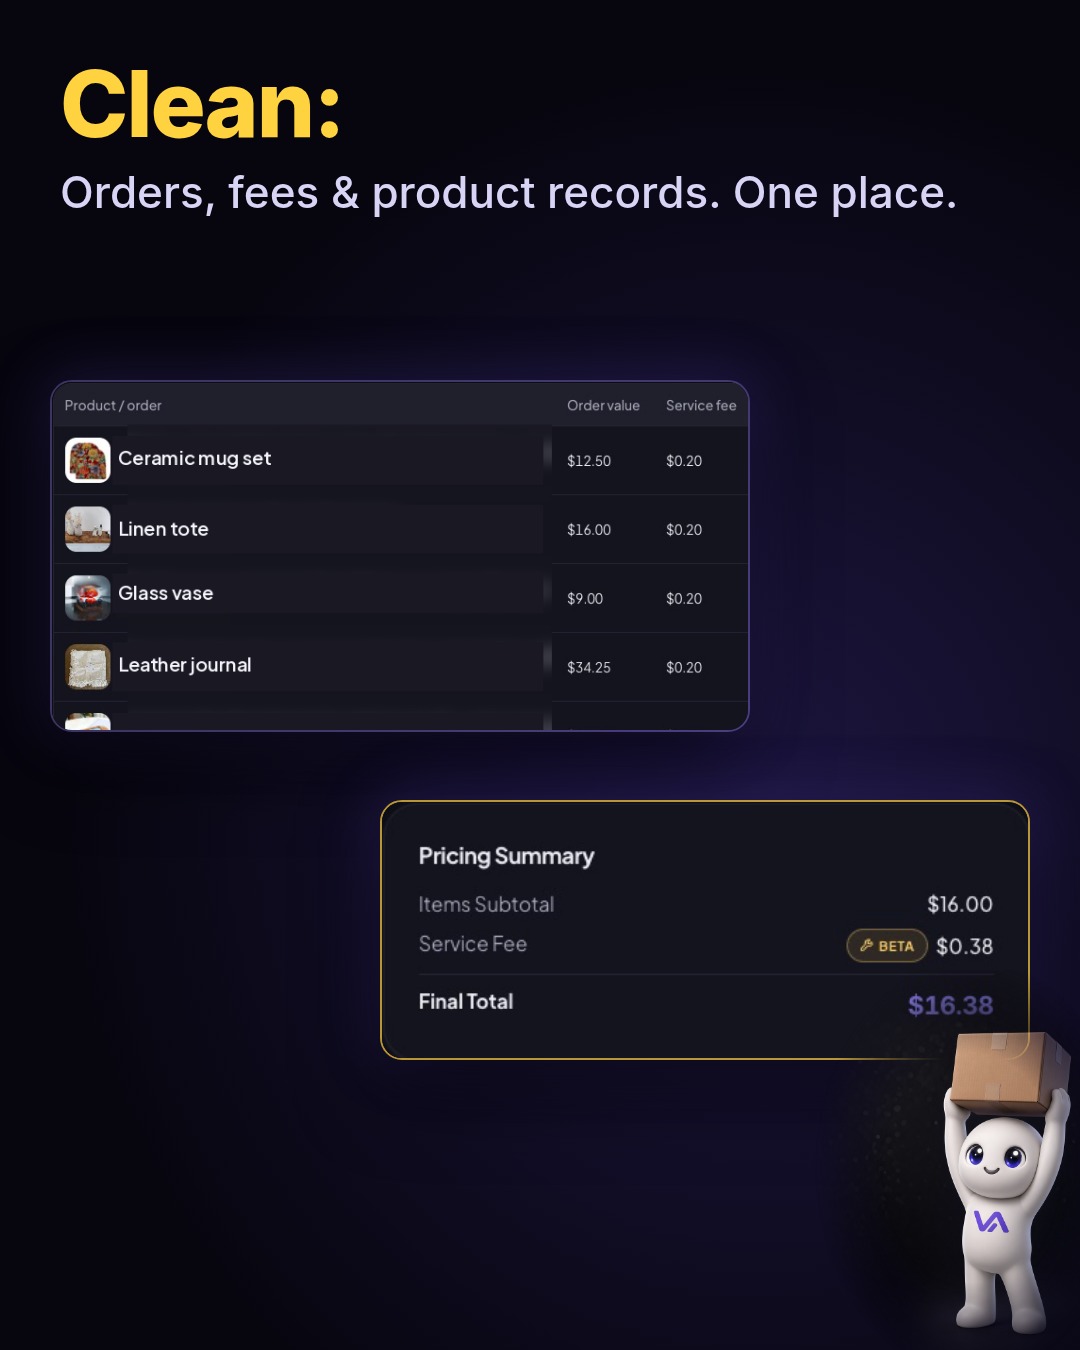 Clean:
Orders, fees & product records. One place.
Product / order Order value Service fee
Ceramic mug set $12.50 $0.20
Linen tote $16.00 $0.20
Glass vase $9.00 $0.20
Leather journal $34.25 $0.20
Pricing Summary
Items Subtotal $16.00
Service Fee BETA $0.38
Final Total $16.38
VA